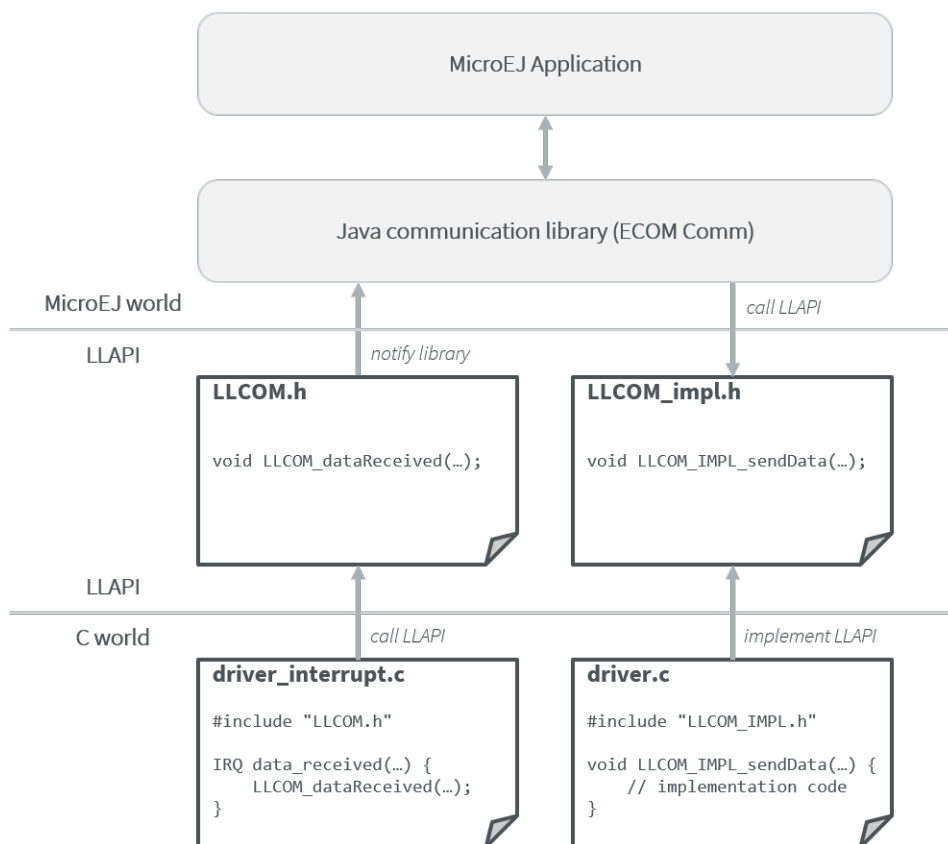 MicroEJ Application
Java communication library (ECOM Comm)
MicroEJ world
call LLAPI
LLAPI
notify library
LLCOM.h
void LLCOM_dataReceived(…);
LLCOM_impl.h
void LLCOM_IMPL_sendData(…);
LLAPI
C world
call LLAPI
implement LLAPI
driver_interrupt.c
#include "LLCOM.h"
IRQ data_received(…) {
LLCOM_dataReceived(…);
}
driver.c
#include "LLCOM_IMPL.h"
void LLCOM_IMPL_sendData(…) {
// implementation code
}